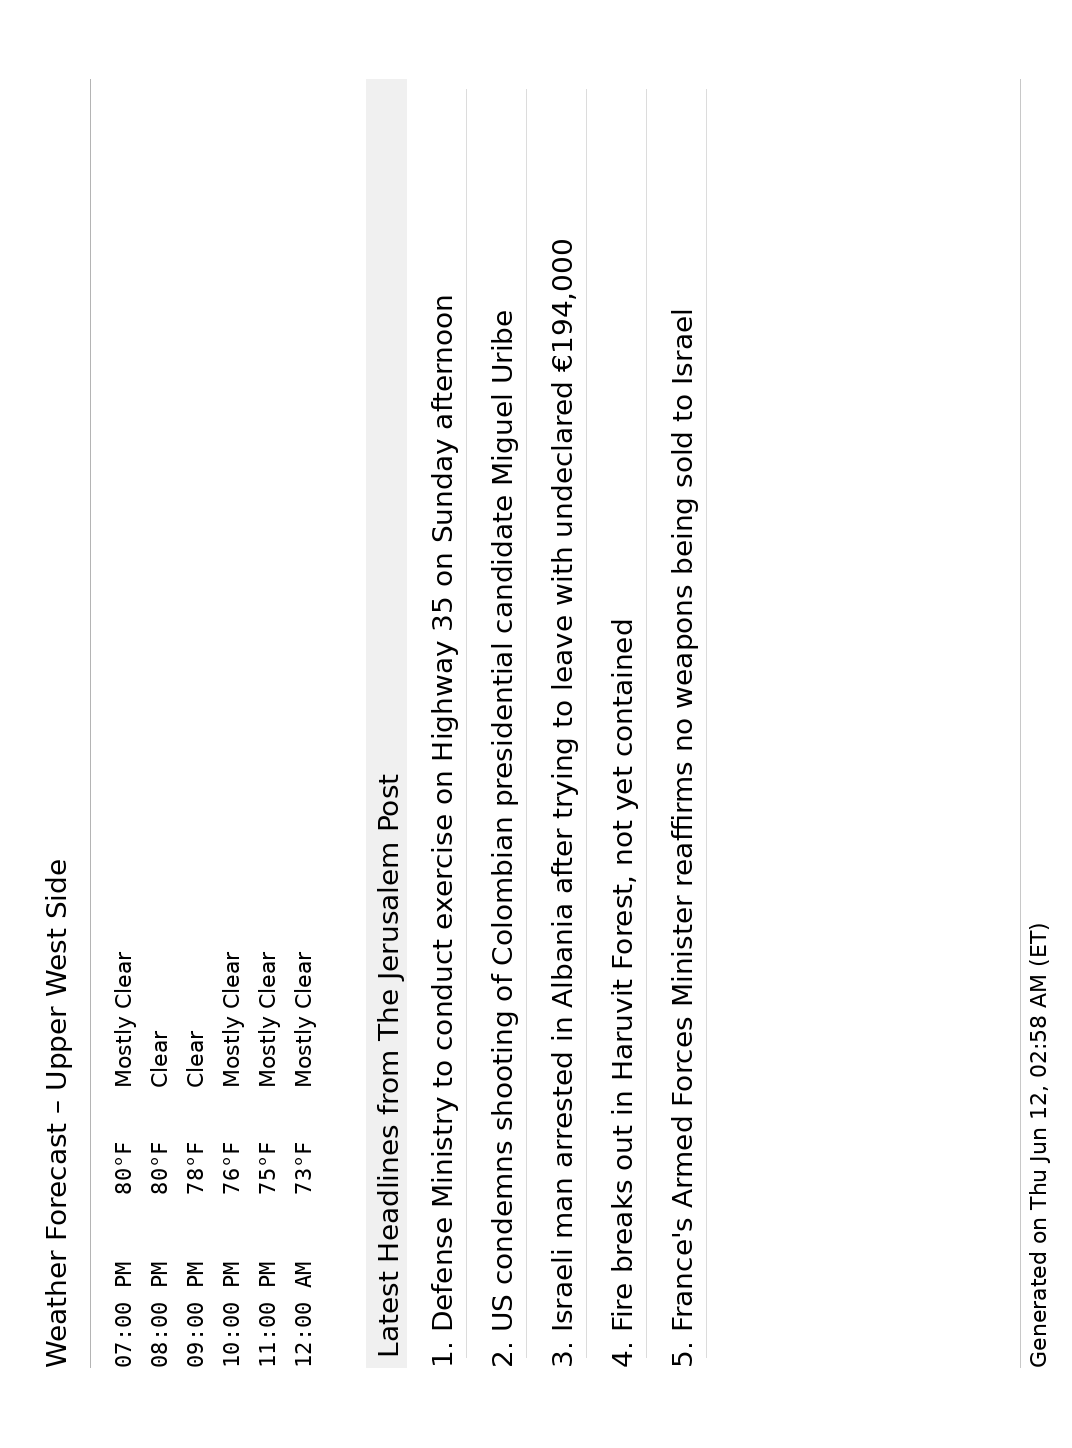 Weather Forecast – Upper West Side
07:00 PM 80°F Mostly Clear
08:00 PM 80°F Clear
09:00 PM 78°F Clear
10:00 PM 76°F Mostly Clear
11:00 PM 75°F Mostly Clear
12:00 AM 73°F Mostly Clear
Latest Headlines from The Jerusalem Post
1. Defense Ministry to conduct exercise on Highway 35 on Sunday afternoon
2. US condemns shooting of Colombian presidential candidate Miguel Uribe
3. Israeli man arrested in Albania after trying to leave with undeclared €194,000
4. Fire breaks out in Haruvit Forest, not yet contained
5. France's Armed Forces Minister reaffirms no weapons being sold to Israel
Generated on Thu Jun 12, 02:58 AM (ET)